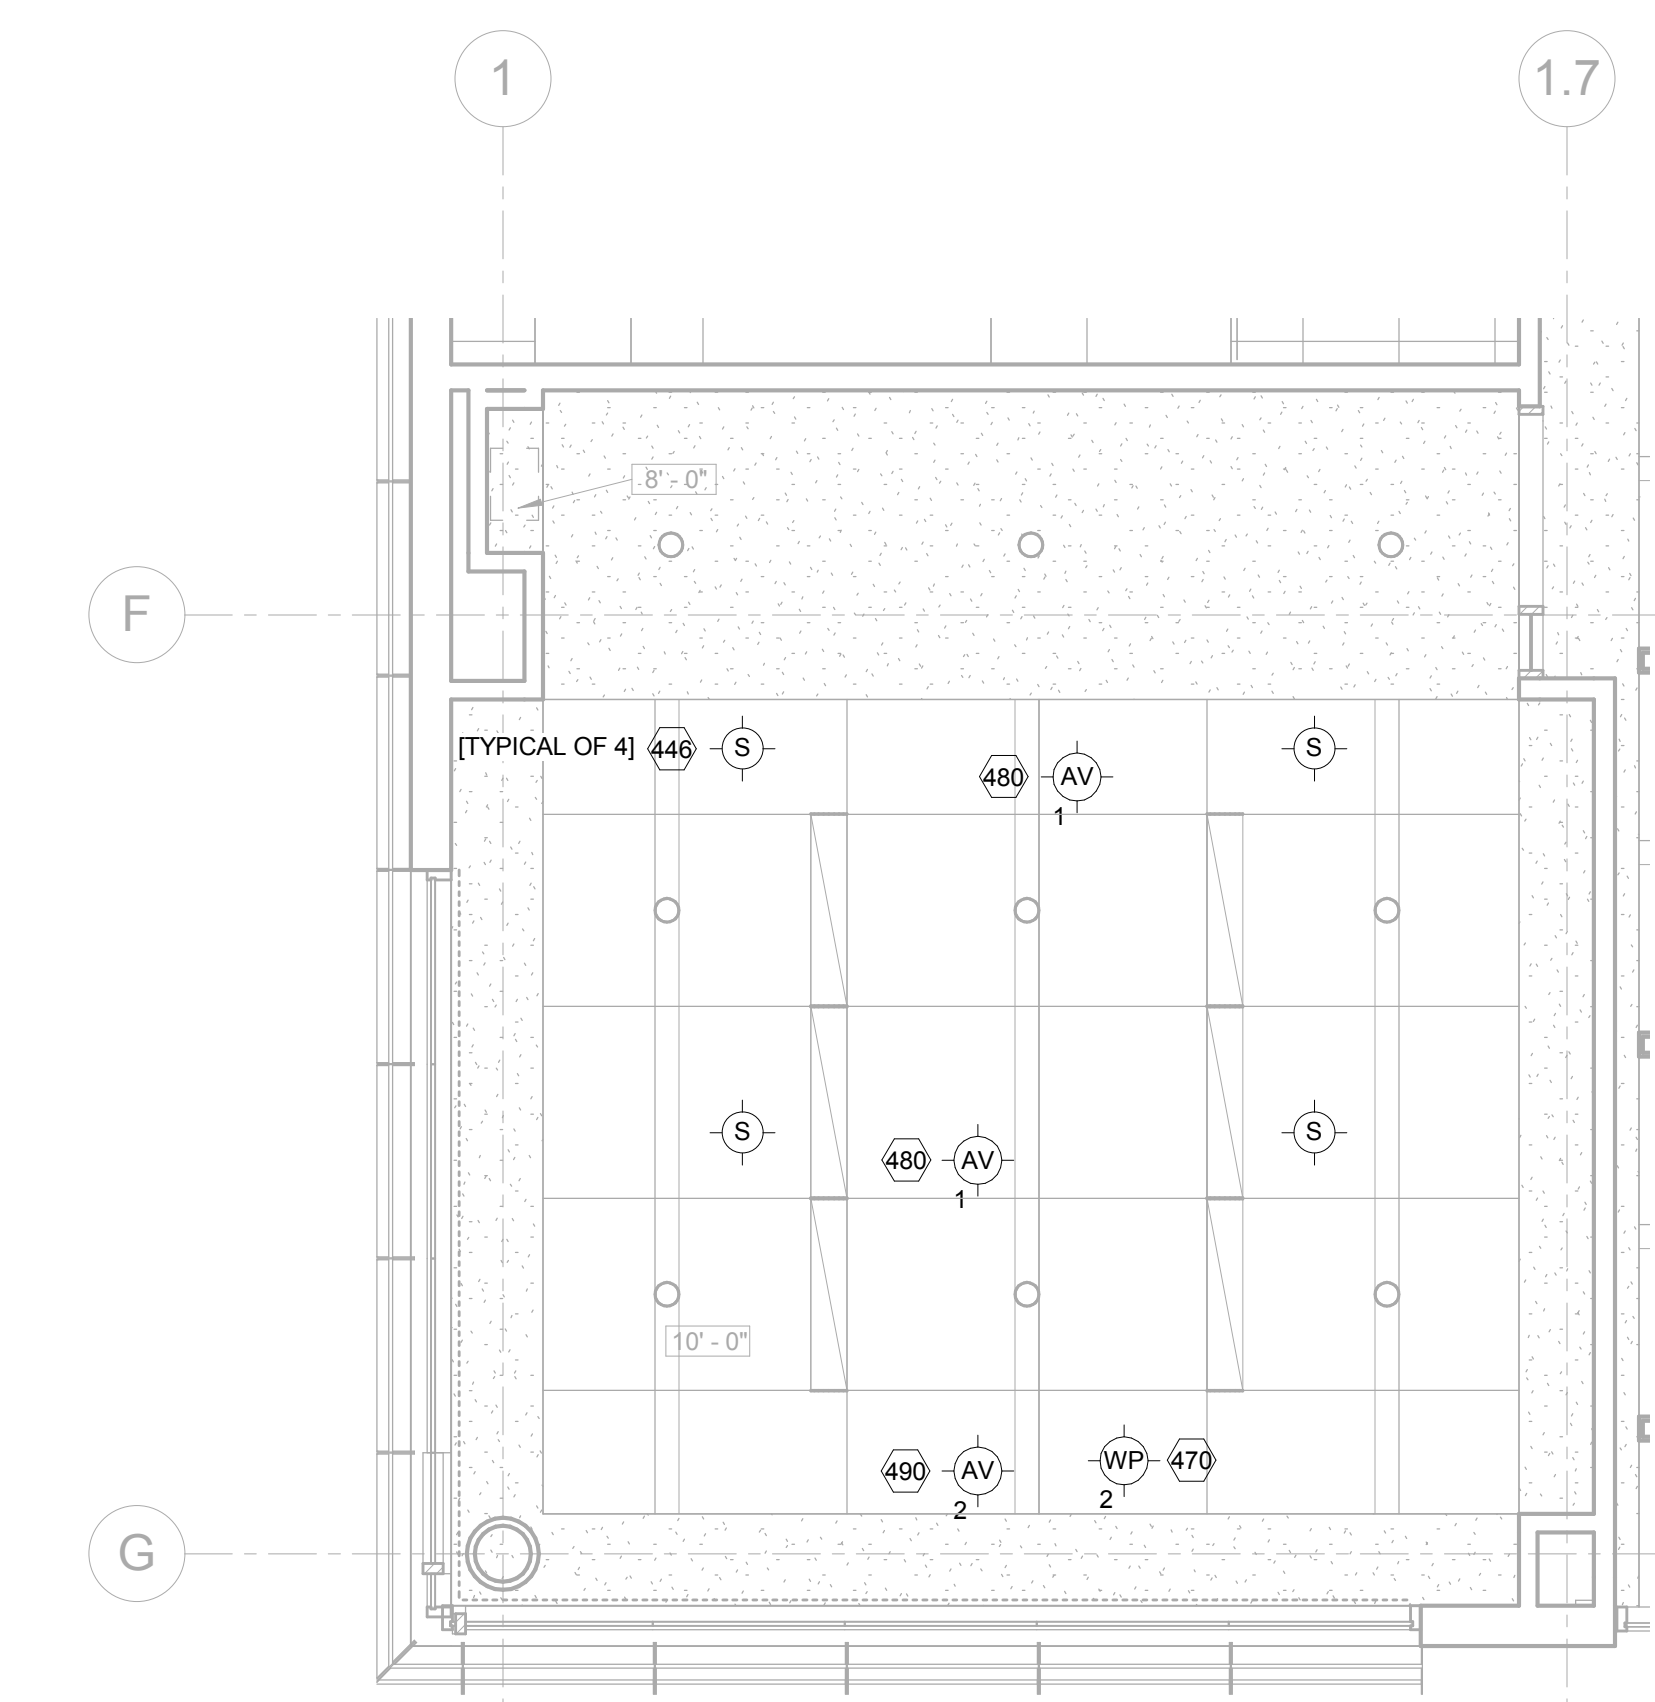 1
1.7
8' - 0"
F
[TYPICAL OF 4] 446 S
S
480 AV
1
S
S
480 AV
1
10' - 0"
490 AV
2
WP 470
2
G